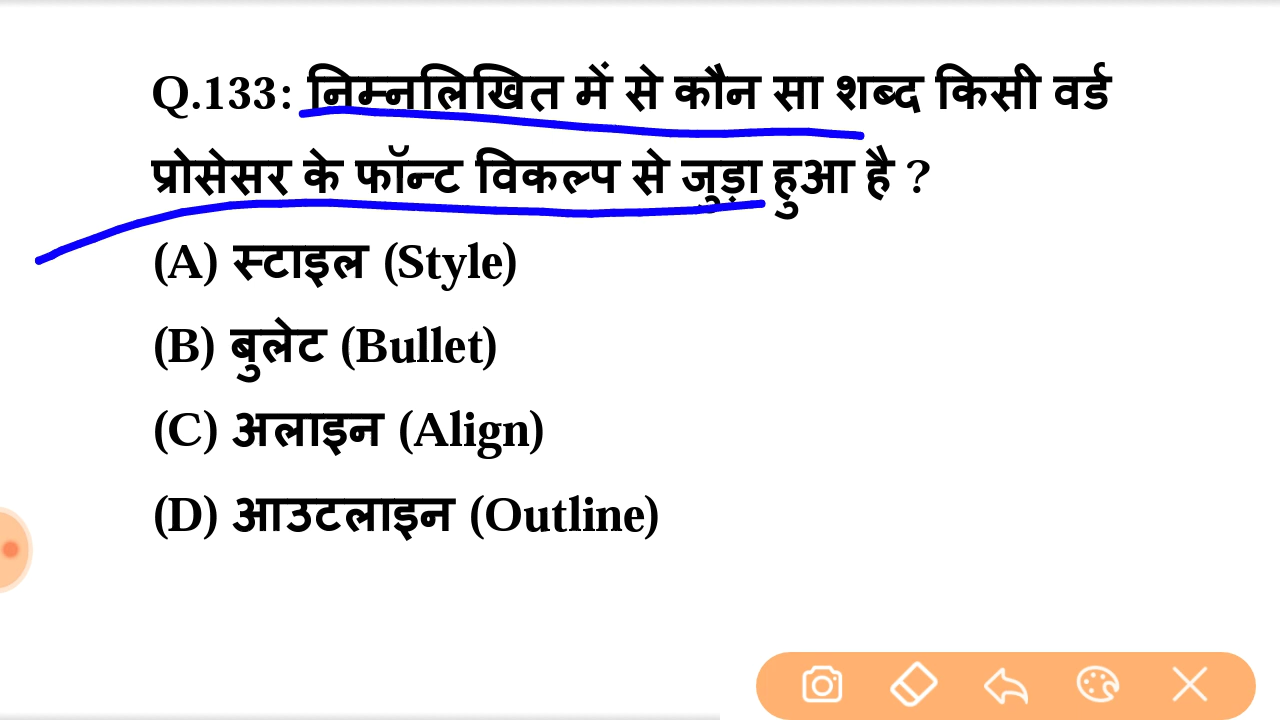 Q.133: निम्नलिखित में से कौन सा शब्द किसी वर्ड
प्रोसेसर के फॉन्ट विकल्प से जुड़ा हुआ है ?
(A) स्टाइल (Style)
(B) बुलेट (Bullet)
(C) अलाइन (Align)
(D) आउटलाइन (Outline)